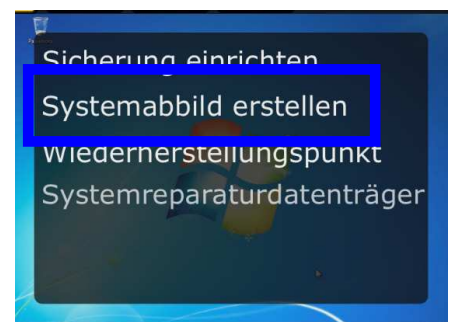 Sicherung einrichten
Systemabbild erstellen
Wiederherstellungspunkt
Systemreparaturdatenträger